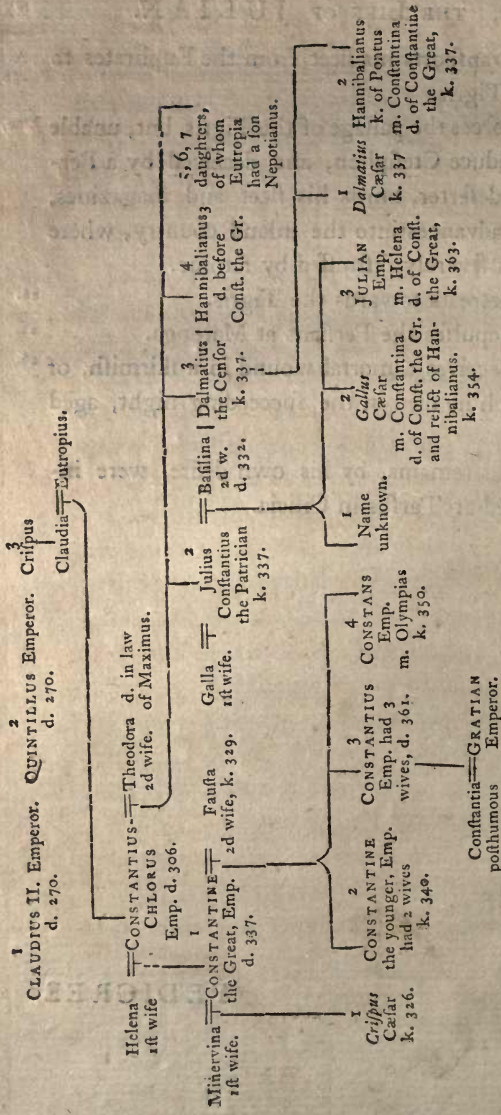 1
CLAUDIUS II. Emperor.
d. 270.
2
QUINTILLUS Emperor.
d. 270.
3
Criſpus
Claudia
Eutropius.
Helena
1ſt wife
CONSTANTIUS-
CHLORUS
Emp. d. 306.
Theodora d. in law
2d wife. of Maximus.
Minervina
1ſt wife.
1
CONSTANTINE
the Great, Emp.
d. 337.
Fauſta
2d wife, k. 329.
Galla
1ſt wife.
2
Julius
Conſtantius
the Patrician
k. 337.
Baſilina
2d w.
d. 332.
3
Dalmatius
the Cenſor
k. 337.
4
Hannibalianus3
d. before
Conſt. the Gr.
6, 7
daughters,
of whom
Eutropia
had a ſon
Nepotianus.
1
Criſpus
Cæſar
k. 326.
2
CONSTANTINE
the younger, Emp.
had 2 wives
k. 340.
3
CONSTANTIUS
Emp. had 3
wives, d. 361.
4
CONSTANS
Emp.
m. Olympias
k. 350.
1
Name
unknown.
2
Gallus
Cæſar
m. Conſtantina
d. of Conſt. the Gr.
and relict of Han-
nibalianus.
k. 354.
3
JULIAN
Emp.
m. Helena
d. of Conſt.
the Great,
k. 363.
1
Dalmatius
Cæſar
k. 337
2
Hannibalianus
k. of Pontus
m. Conſtantina
d. of Conſtantine
the Great,
k. 337.
Conſtantia
poſthumous
GRATIAN
Emperor.